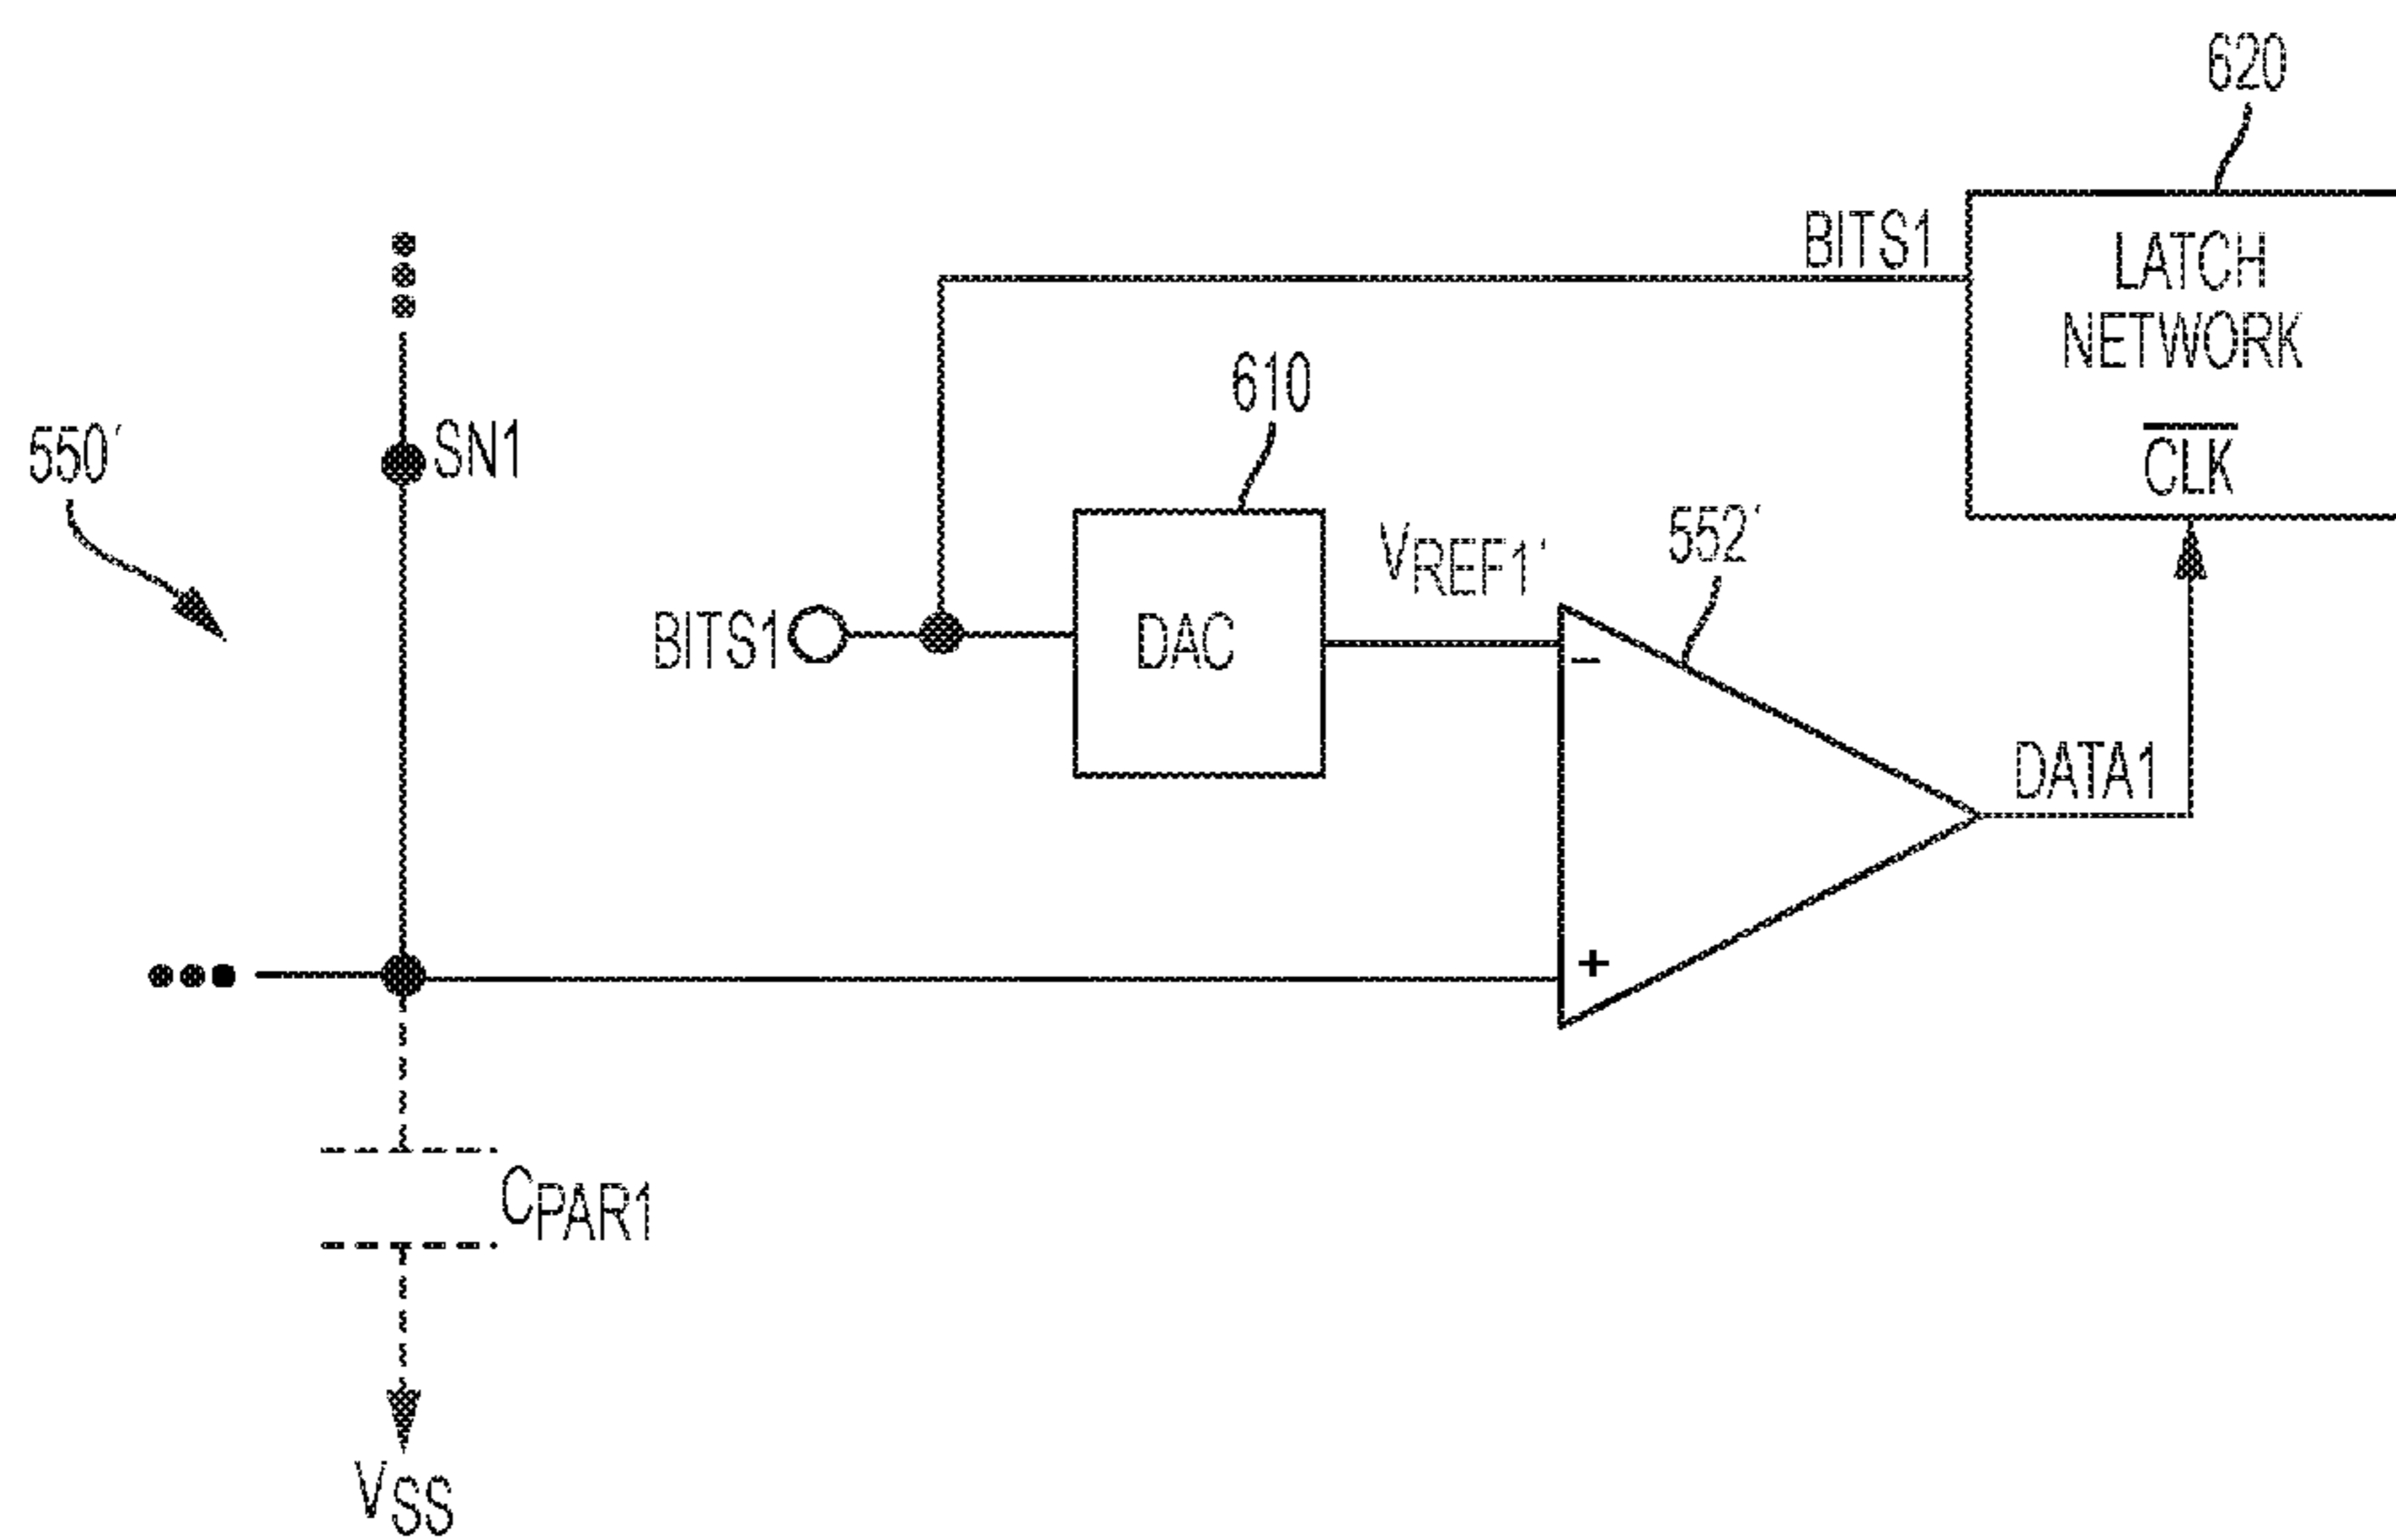 620
BITS1
LATCH
NETWORK
CLK
610
550′
SN1
VREF1′
552′
BITS1
DAC
−
DATA1
+
CPAR1
VSS